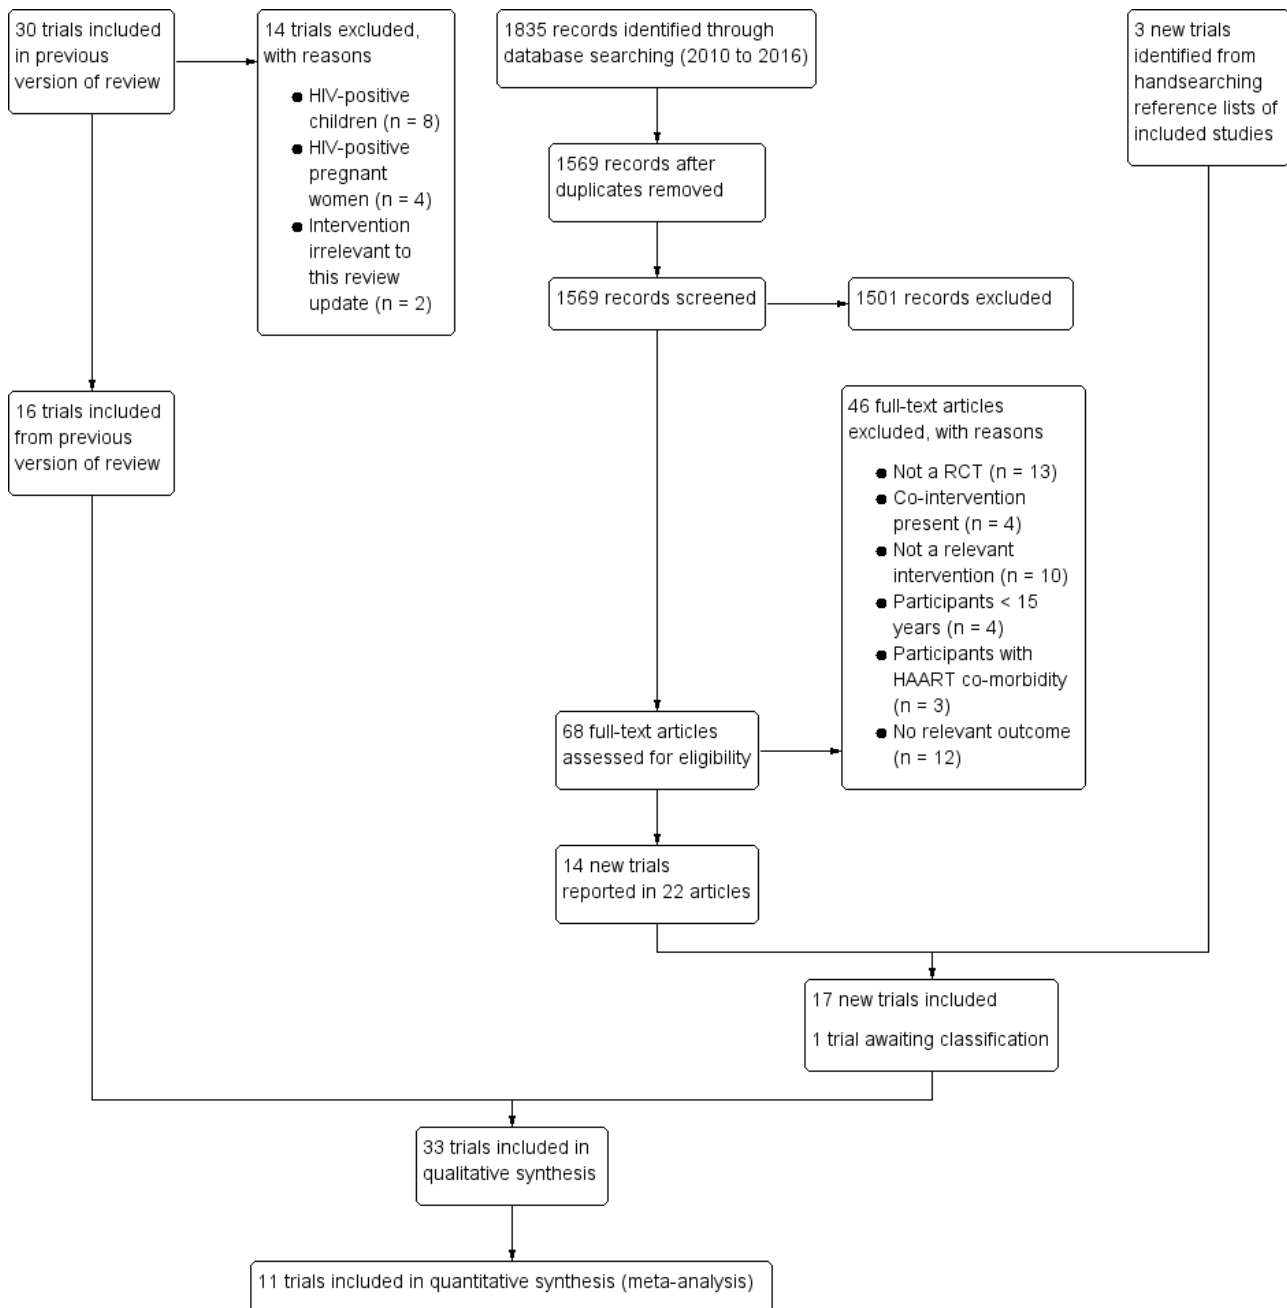 30 trials included
in previous
version of review
14 trials excluded,
with reasons
● HIV-positive
children (n = 8)
● HIV-positive
pregnant
women (n = 4)
● Intervention
irrelevant to
this review
update (n = 2)
1835 records identified through
database searching (2010 to 2016)
3 new trials
identified from
handsearching
reference lists of
included studies
1569 records after
duplicates removed
1569 records screened
1501 records excluded
16 trials included
from previous
version of review
46 full-text articles
excluded, with reasons
● Not a RCT (n = 13)
● Co-intervention
present (n = 4)
● Not a relevant
intervention (n = 10)
● Participants < 15
years (n = 4)
● Participants with
HAART co-morbidity
(n = 3)
● No relevant outcome
(n = 12)
68 full-text articles
assessed for eligibility
14 new trials
reported in 22 articles
17 new trials included
1 trial awaiting classification
33 trials included in
qualitative synthesis
11 trials included in quantitative synthesis (meta-analysis)